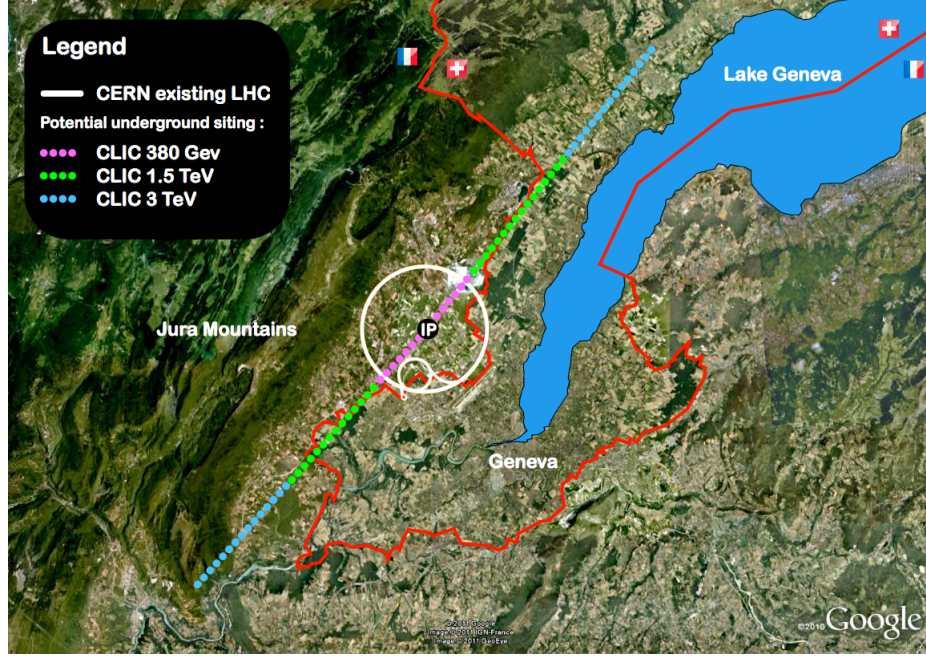 Legend
CERN existing LHC
Potential underground siting :
CLIC 380 Gev
CLIC 1.5 TeV
CLIC 3 TeV
Lake Geneva
Jura Mountains
IP
Geneva
© 2011 Google
Image © 2011 IGN-France
Image © 2011 GeoEye
©2010 Google